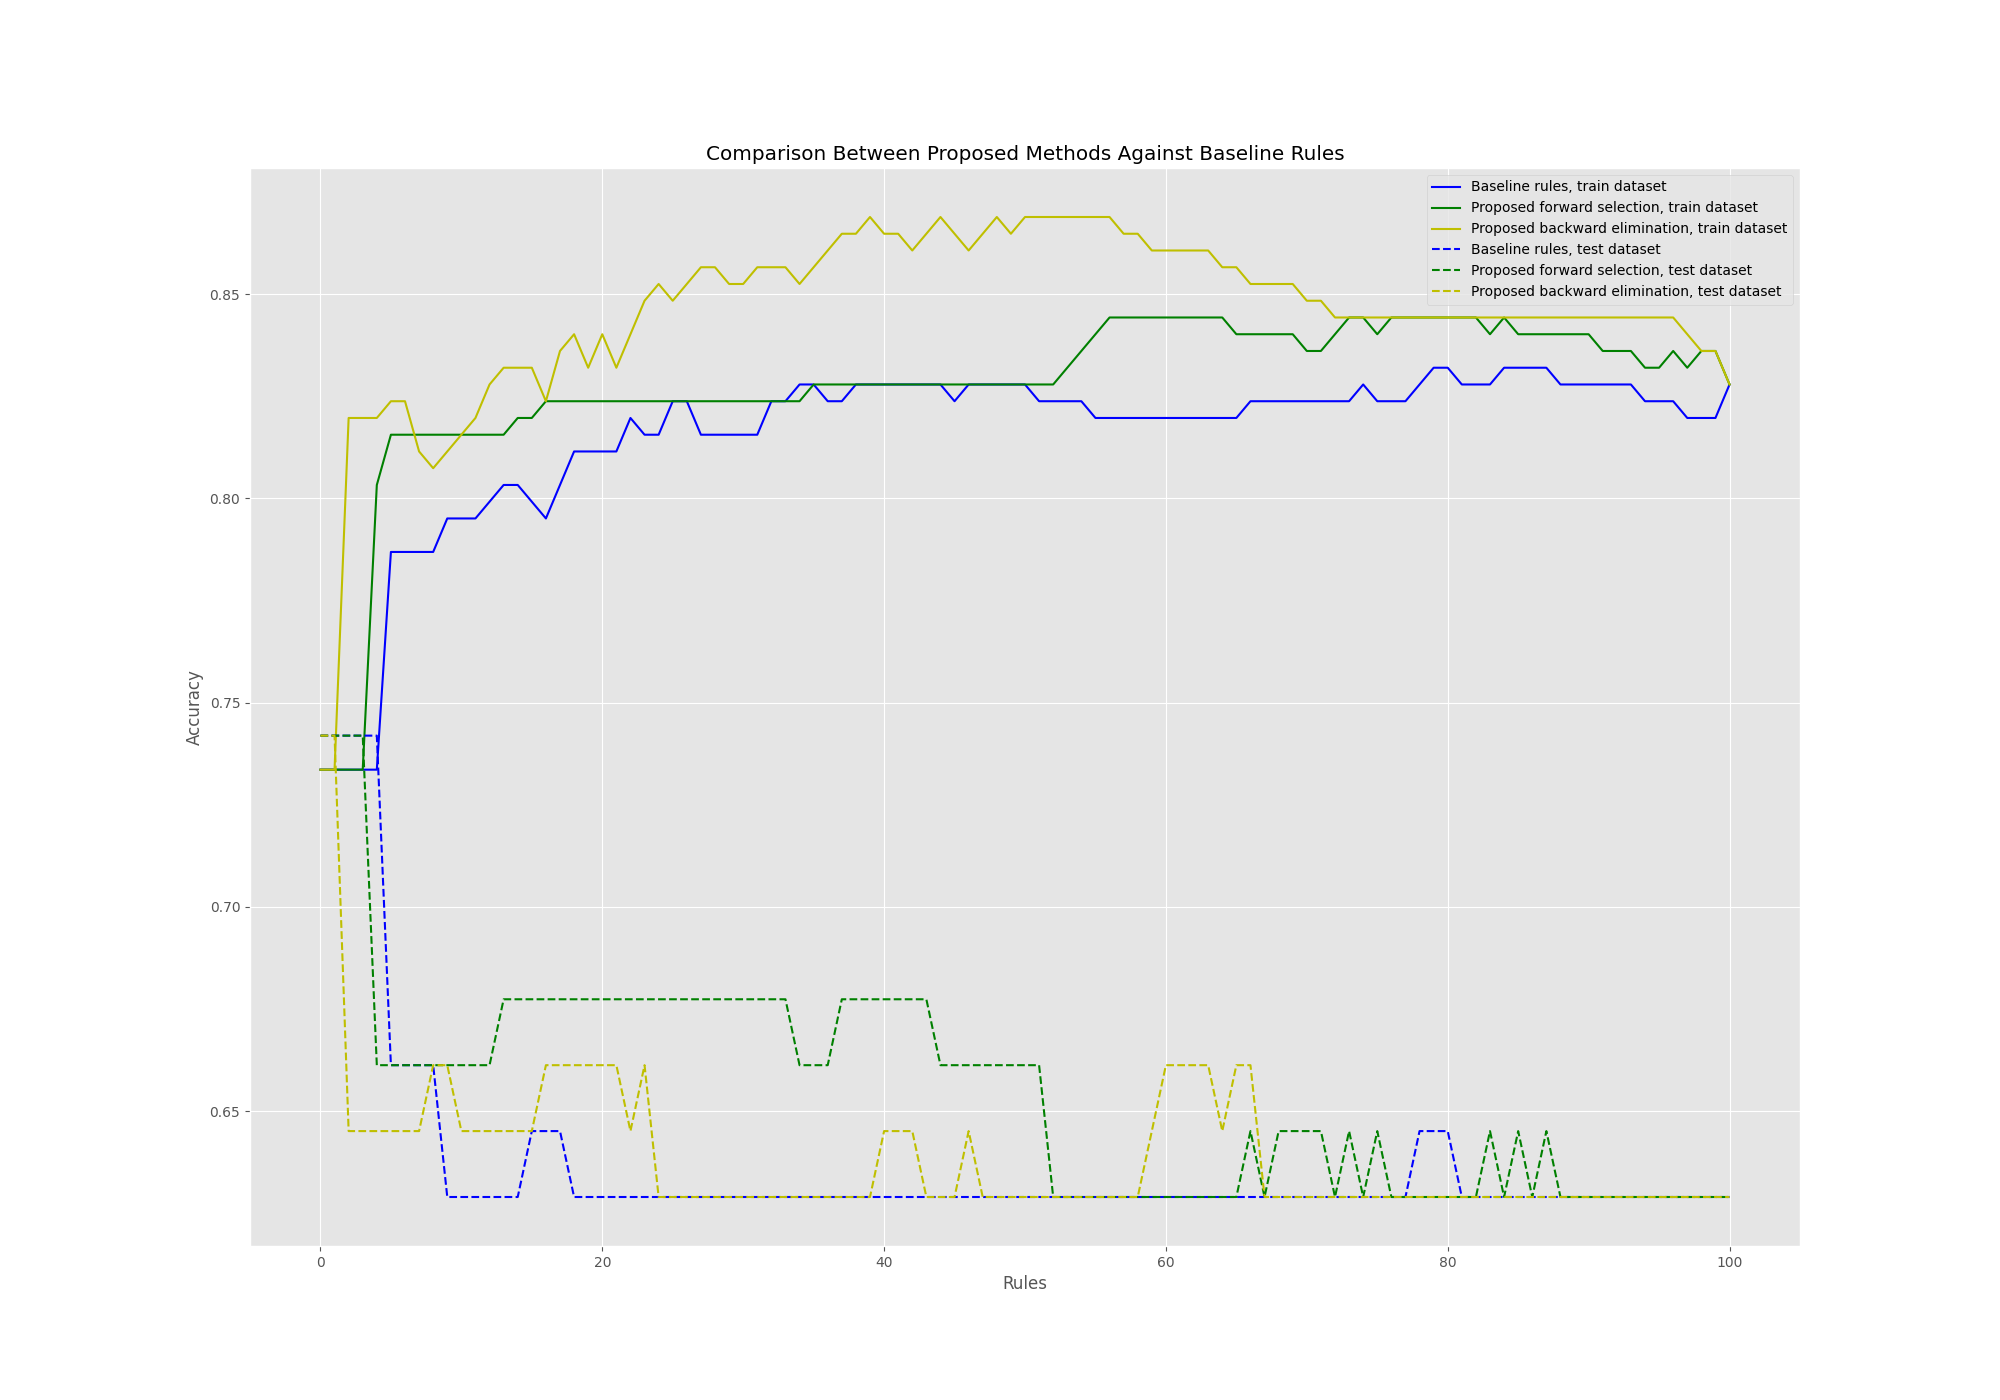 Comparison Between Proposed Methods Against Baseline Rules
Baseline rules, train dataset
Proposed forward selection, train dataset
Proposed backward elimination, train dataset
Baseline rules, test dataset
Proposed forward selection, test dataset
Proposed backward elimination, test dataset
0.85
0.80
0.75
0.70
0.65
Accuracy
0 20 40 60 80 100
Rules